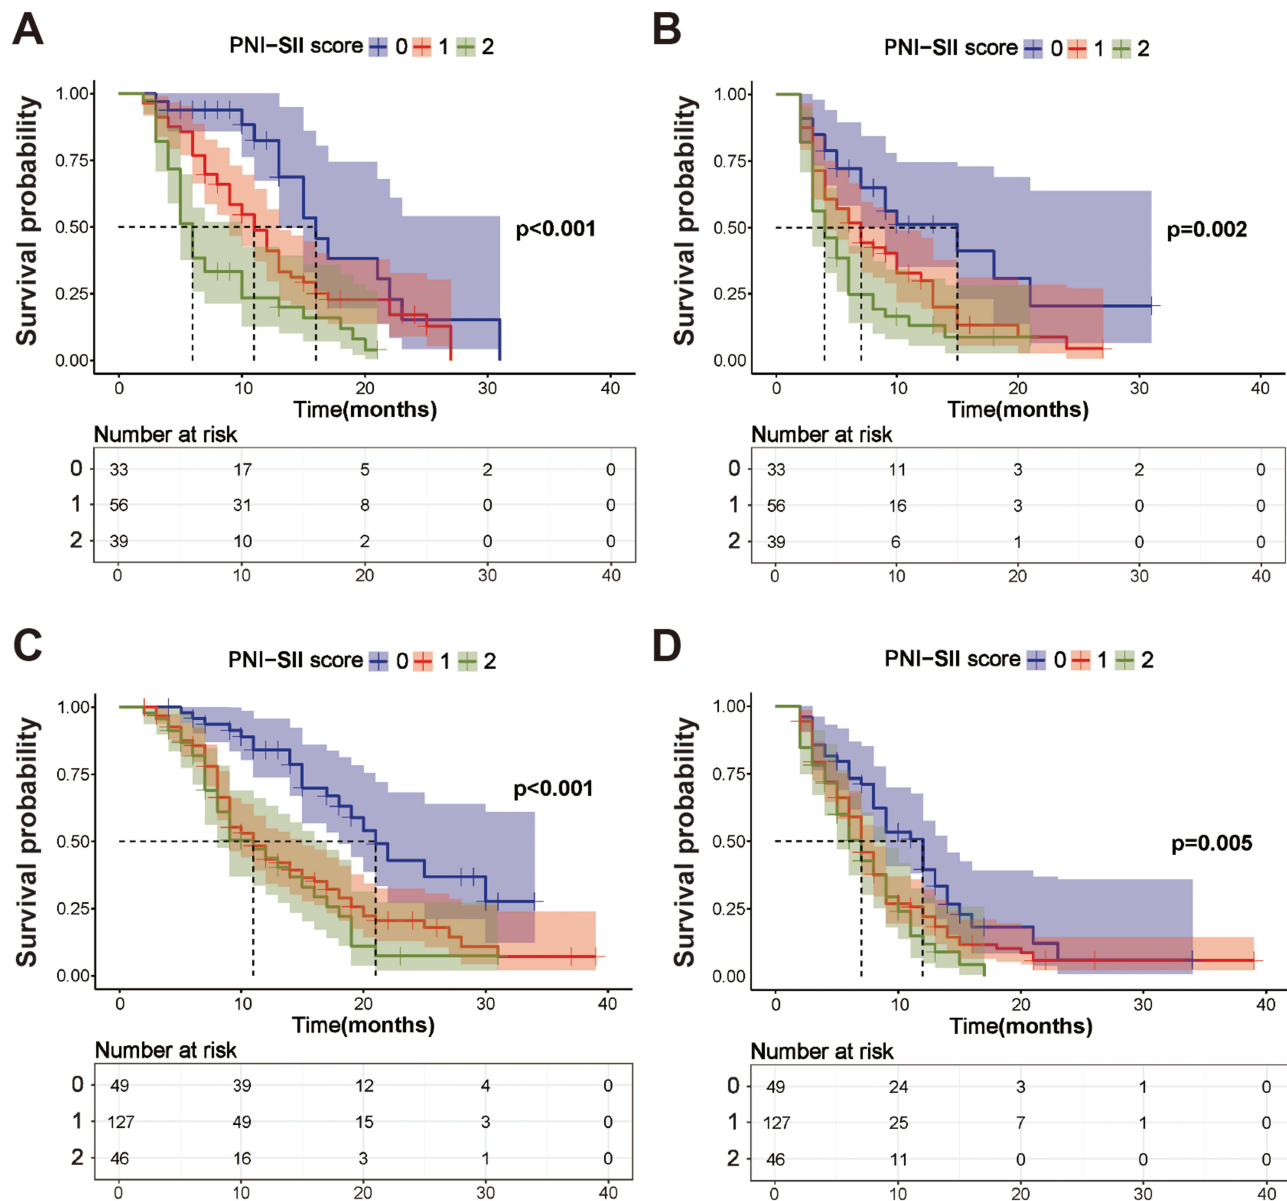 A
PNI–SII score 0 1 2
Survival probability
1.00
0.75
0.50
0.25
0.00
p<0.001
0 10 20 30 40
Time(months)
Number at risk
0 33 17 5 2 0
1 56 31 8 0 0
2 39 10 2 0 0
0 10 20 30 40
B
PNI–SII score 0 1 2
Survival probability
1.00
0.75
0.50
0.25
0.00
p=0.002
0 10 20 30 40
Time(months)
Number at risk
0 33 11 3 2 0
1 56 16 3 0 0
2 39 6 1 0 0
0 10 20 30 40
C
PNI–SII score 0 1 2
Survival probability
1.00
0.75
0.50
0.25
0.00
p<0.001
0 10 20 30 40
Time(months)
Number at risk
0 49 39 12 4 0
1 127 49 15 3 0
2 46 16 3 1 0
0 10 20 30 40
D
PNI–SII score 0 1 2
Survival probability
1.00
0.75
0.50
0.25
0.00
p=0.005
0 10 20 30 40
Time(months)
Number at risk
0 49 24 3 1 0
1 127 25 7 1 0
2 46 11 0 0 0
0 10 20 30 40